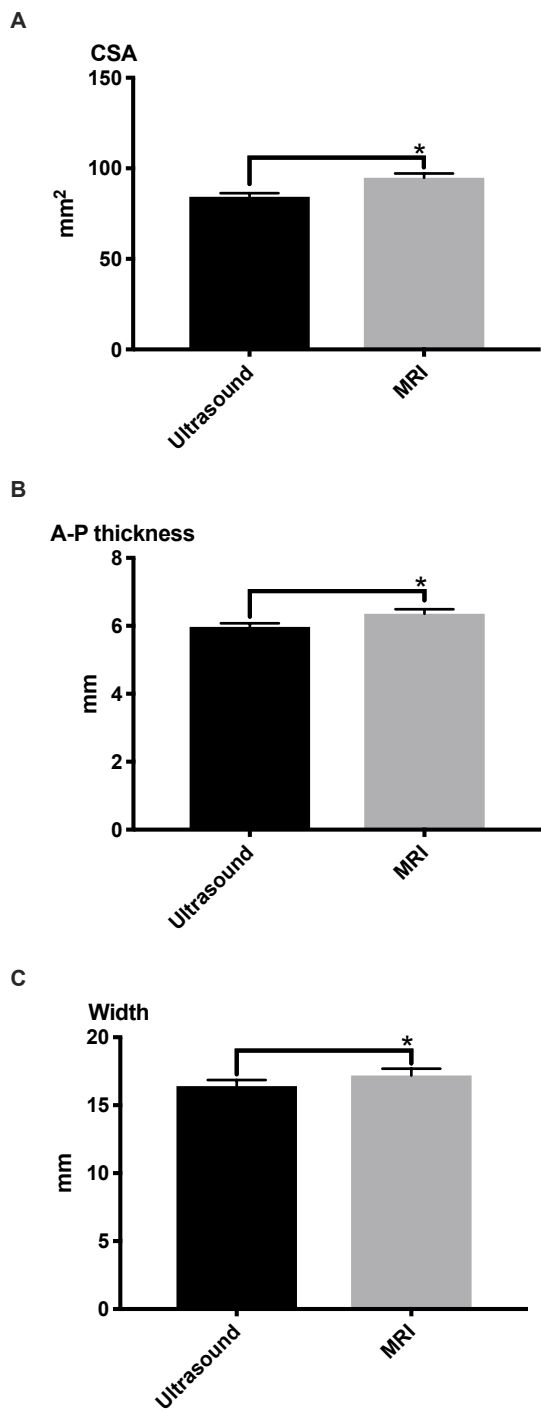 A
CSA
150
100
50
0
mm²
*
Ultrasound
MRI
B
A-P thickness
8
6
4
2
0
mm
*
Ultrasound
MRI
C
Width
20
15
10
5
0
mm
*
Ultrasound
MRI